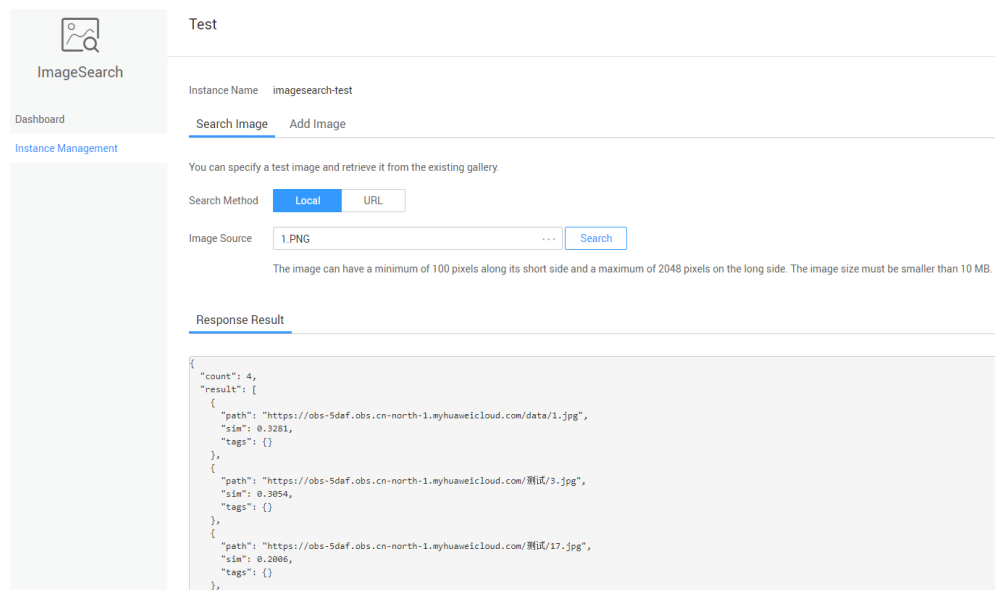 ImageSearch
Dashboard
Instance Management
Test
Instance Name imagesearch-test
Search Image Add Image
You can specify a test image and retrieve it from the existing gallery.
Search Method Local URL
Image Source 1.PNG ··· Search
The image can have a minimum of 100 pixels along its short side and a maximum of 2048 pixels on the long side. The image size must be smaller than 10 MB.
Response Result
{
"count": 4,
"result": [
{
"path": "https://obs-5daf.obs.cn-north-1.myhuaweicloud.com/data/1.jpg",
"sim": 0.3281,
"tags": {}
},
{
"path": "https://obs-5daf.obs.cn-north-1.myhuaweicloud.com/测试/3.jpg",
"sim": 0.3054,
"tags": {}
},
{
"path": "https://obs-5daf.obs.cn-north-1.myhuaweicloud.com/测试/17.jpg",
"sim": 0.2006,
"tags": {}
},